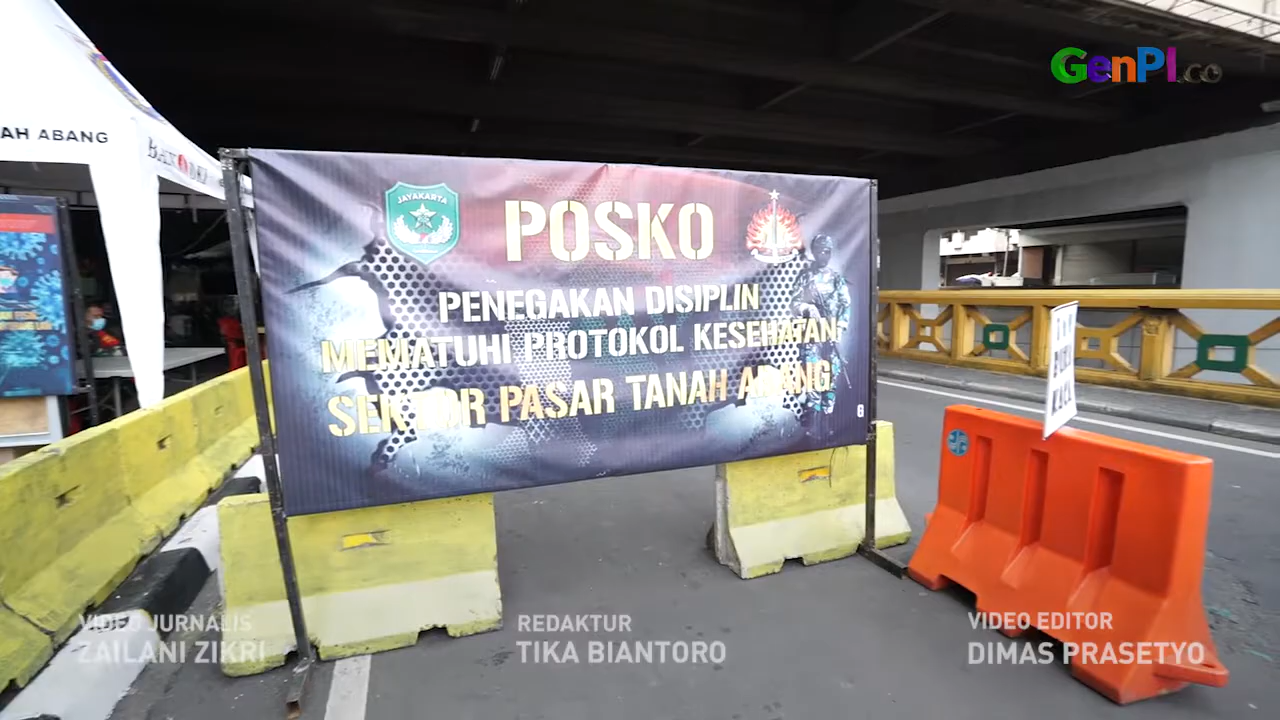 GenPI.co
AH ABANG
JAYAKARTA
POSKO
PENEGAKAN DISIPLIN
MEMATUHI PROTOKOL KESEHATAN
SEKTOR PASAR TANAH ABANG
VIDEO JURNALIS
ZAILANI ZIKRI
REDAKTUR
TIKA BIANTORO
VIDEO EDITOR
DIMAS PRASETYO